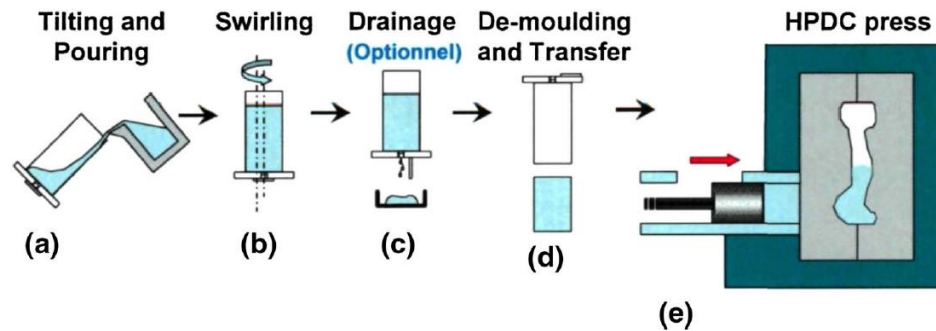 Tilting and
Pouring
Swirling
Drainage
(Optionnel)
De-moulding
and Transfer
HPDC press
(a)
(b)
(c)
(d)
(e)